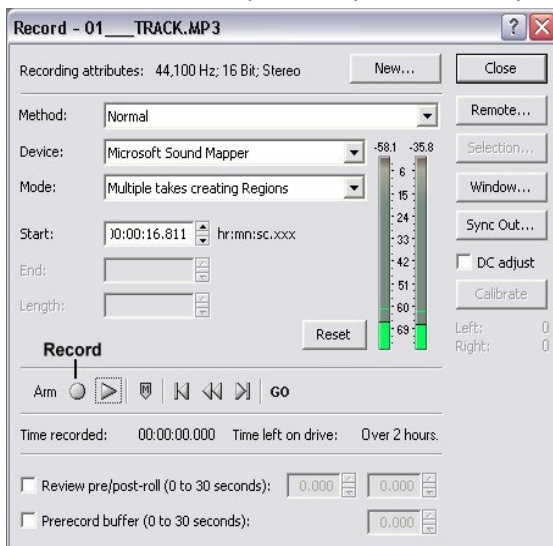 Record - 01___TRACK.MP3
Recording attributes: 44,100 Hz; 16 Bit; Stereo
New...
Close
Method: Normal
Remote...
Device: Microsoft Sound Mapper
-58.1 -35.8
Selection...
Mode: Multiple takes creating Regions
Window...
Start: 00:00:16.811 hr:mn:sc.xxx
Sync Out...
End:
DC adjust
Length:
Calibrate
6
15
24
33
42
51
60
69
Reset
Left: 0
Right: 0
Record
Arm
M
GO
Time recorded: 00:00:00.000 Time left on drive: Over 2 hours.
Review pre/post-roll (0 to 30 seconds): 0.000 0.000
Prerecord buffer (0 to 30 seconds): 0.000